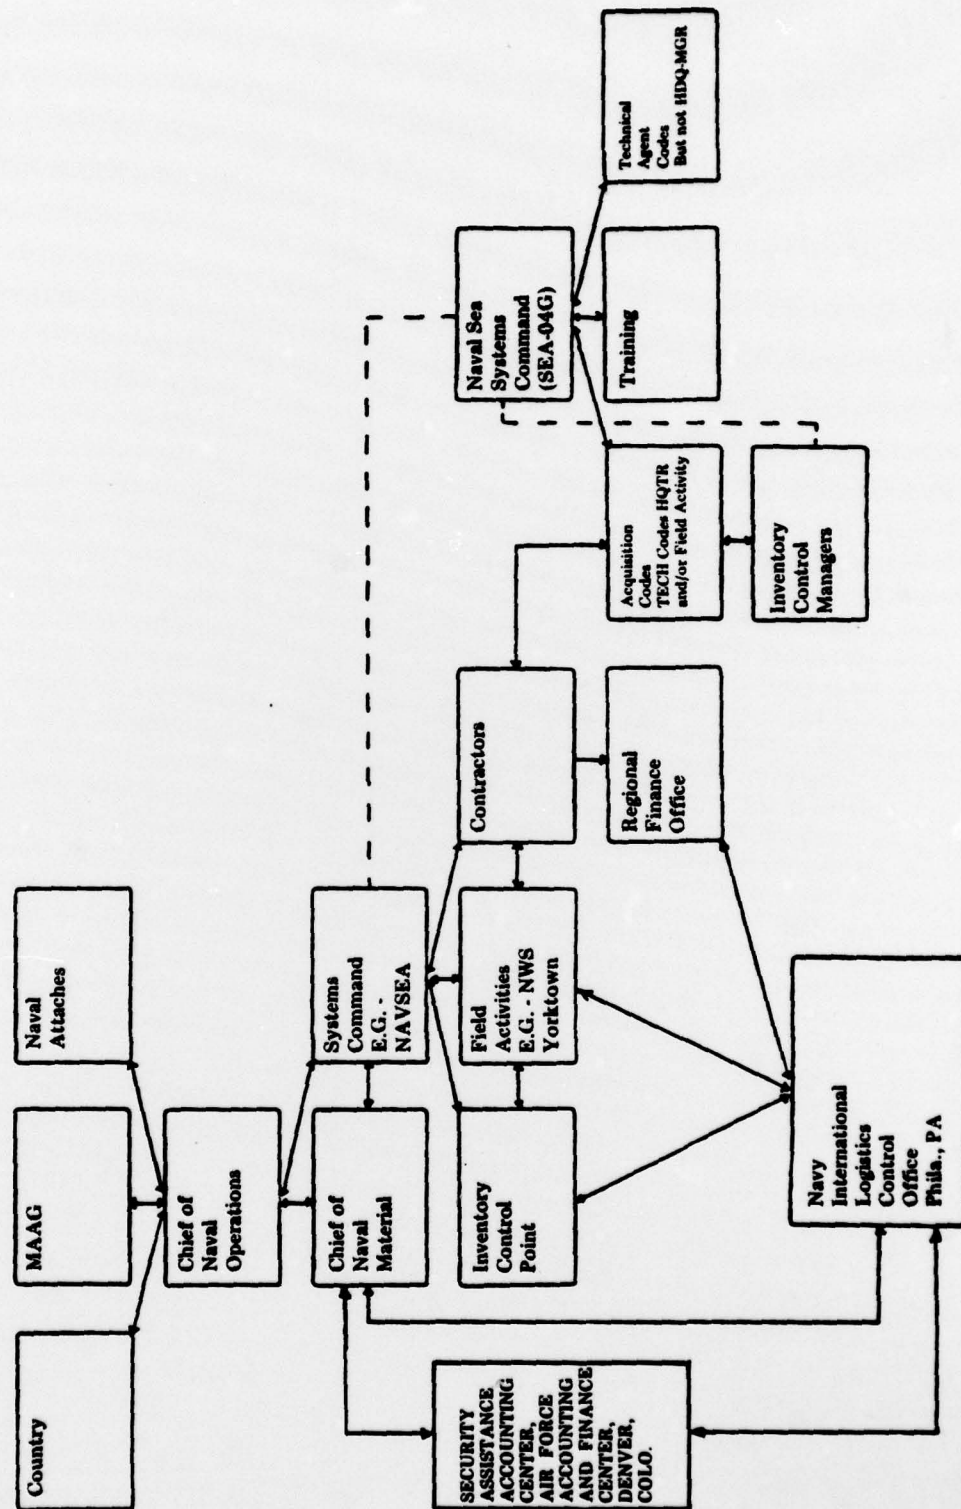 Country
MAAG
Naval
Attaches
Chief of
Naval
Operations
Chief of
Naval
Material
Systems
Command
E.G. -
NAVSEA
SECURITY
ASSISTANCE
ACCOUNTING
CENTER,
AIR FORCE
ACCOUNTING
AND FINANCE
CENTER,
DENVER,
COLO.
Inventory
Control
Point
Field
Activities
E.G. - NWS
Yorktown
Contractors
Naval Sea
Systems
Command
(SEA-04G)
Regional
Finance
Office
Acquisition
Codes
TECH Codes HQTR
and/or Field Activity
Training
Technical
Agent
Codes
But not HDQ-MGR
Inventory
Control
Managers
Navy
International
Logistics
Control
Office
Phila., PA